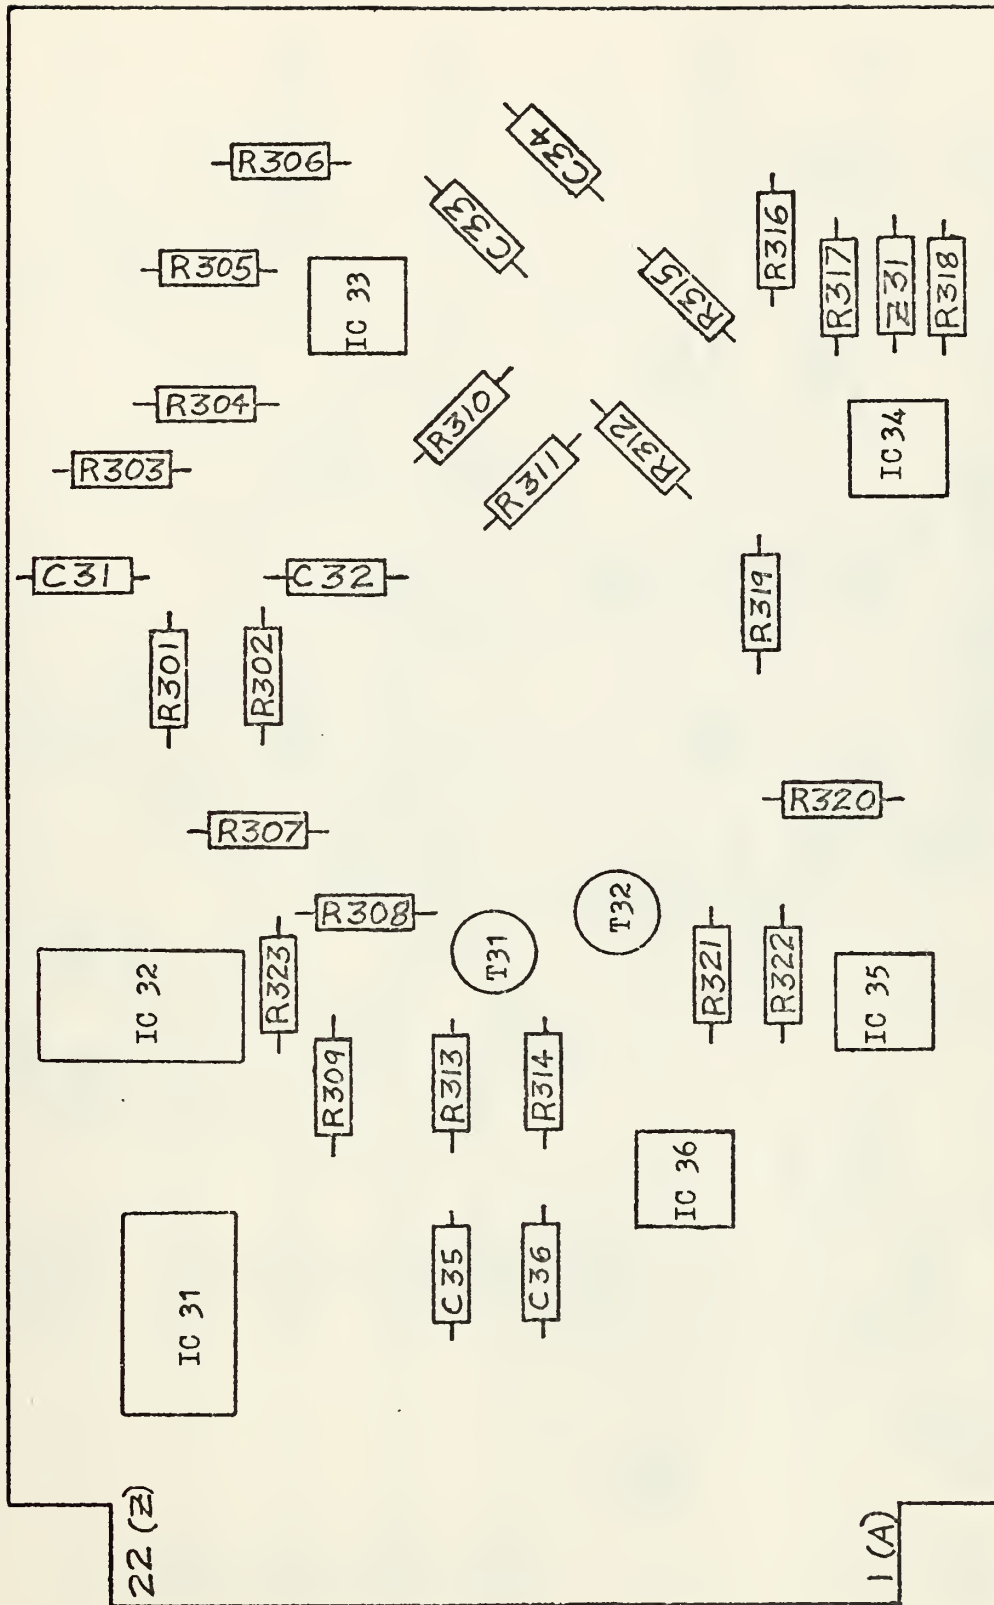 C34
R306
C33
R316
R305
R317
Z31
R318
IC 33
R315
R304
R310
R312
IC34
R303
R311
C31
C32
R319
R301
R302
R320
R307
R308
T32
T31
R323
IC 32
R321
R322
IC 35
R309
R313
R314
IC 36
C35
C36
IC 31
22 (Z)
1 (A)